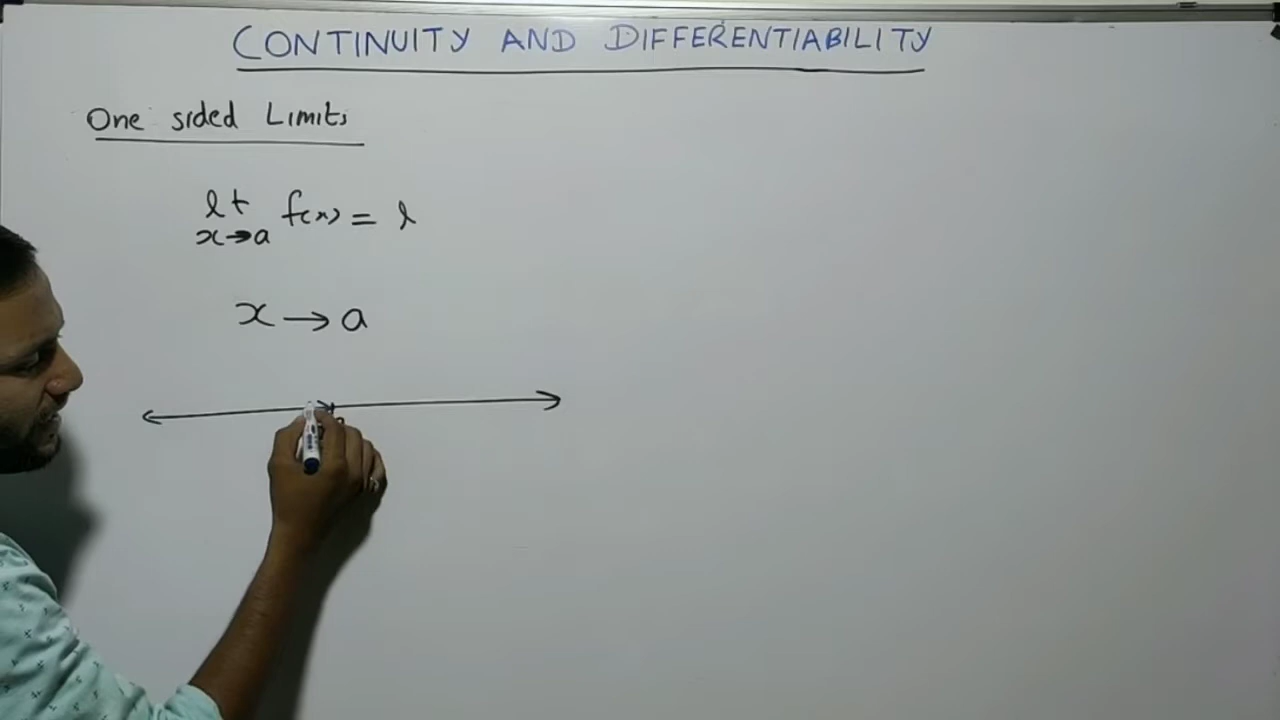 CONTINUITY AND DIFFERENTIABILITY
One sided Limits
lt f(x) = l
x→a
x → a